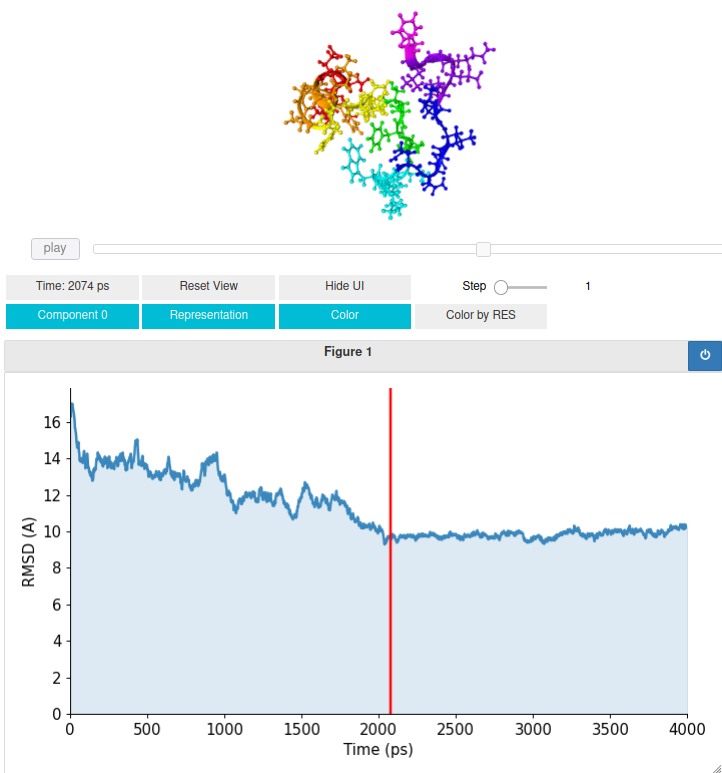 play
Time: 2074 ps Reset View Hide UI Step 1
Component 0 Representation Color Color by RES
Figure 1
16
14
12
10
8
6
4
2
0
RMSD (A)
0 500 1000 1500 2000 2500 3000 3500 4000
Time (ps)